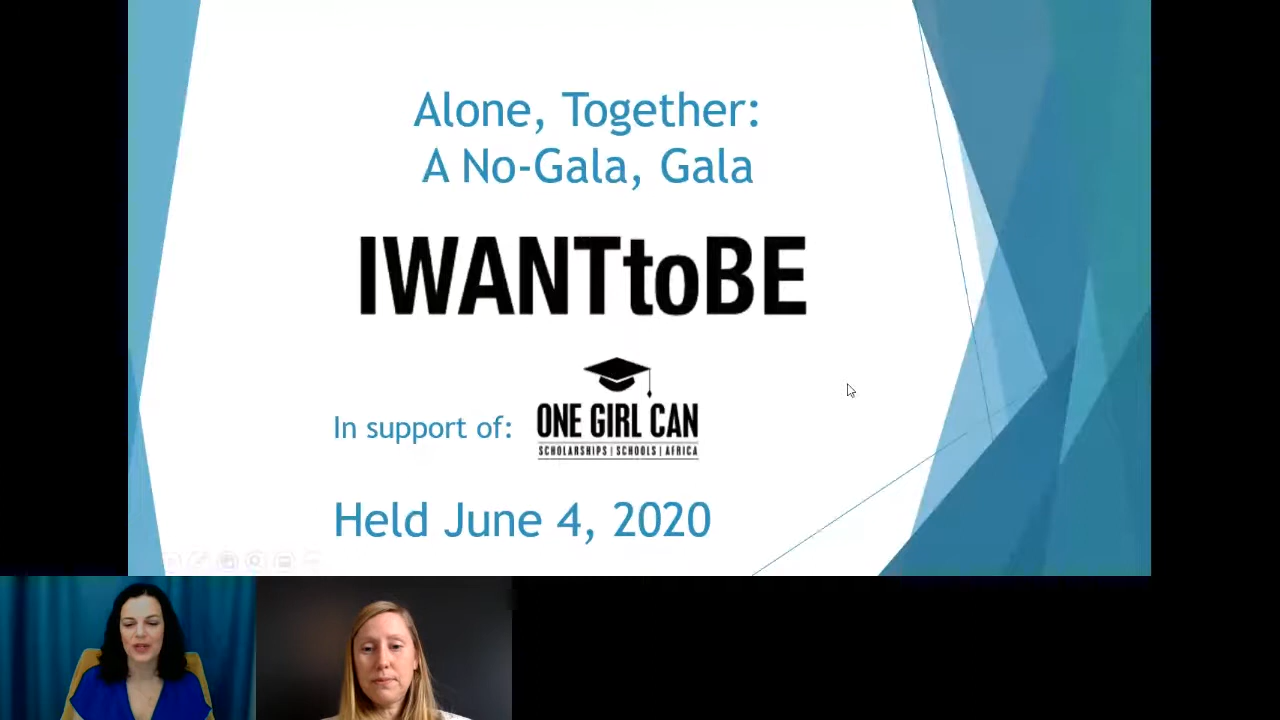 Alone, Together:
A No-Gala, Gala
IWANTtoBE
In support of:
ONE GIRL CAN
SCHOLARSHIPS | SCHOOLS | AFRICA
Held June 4, 2020